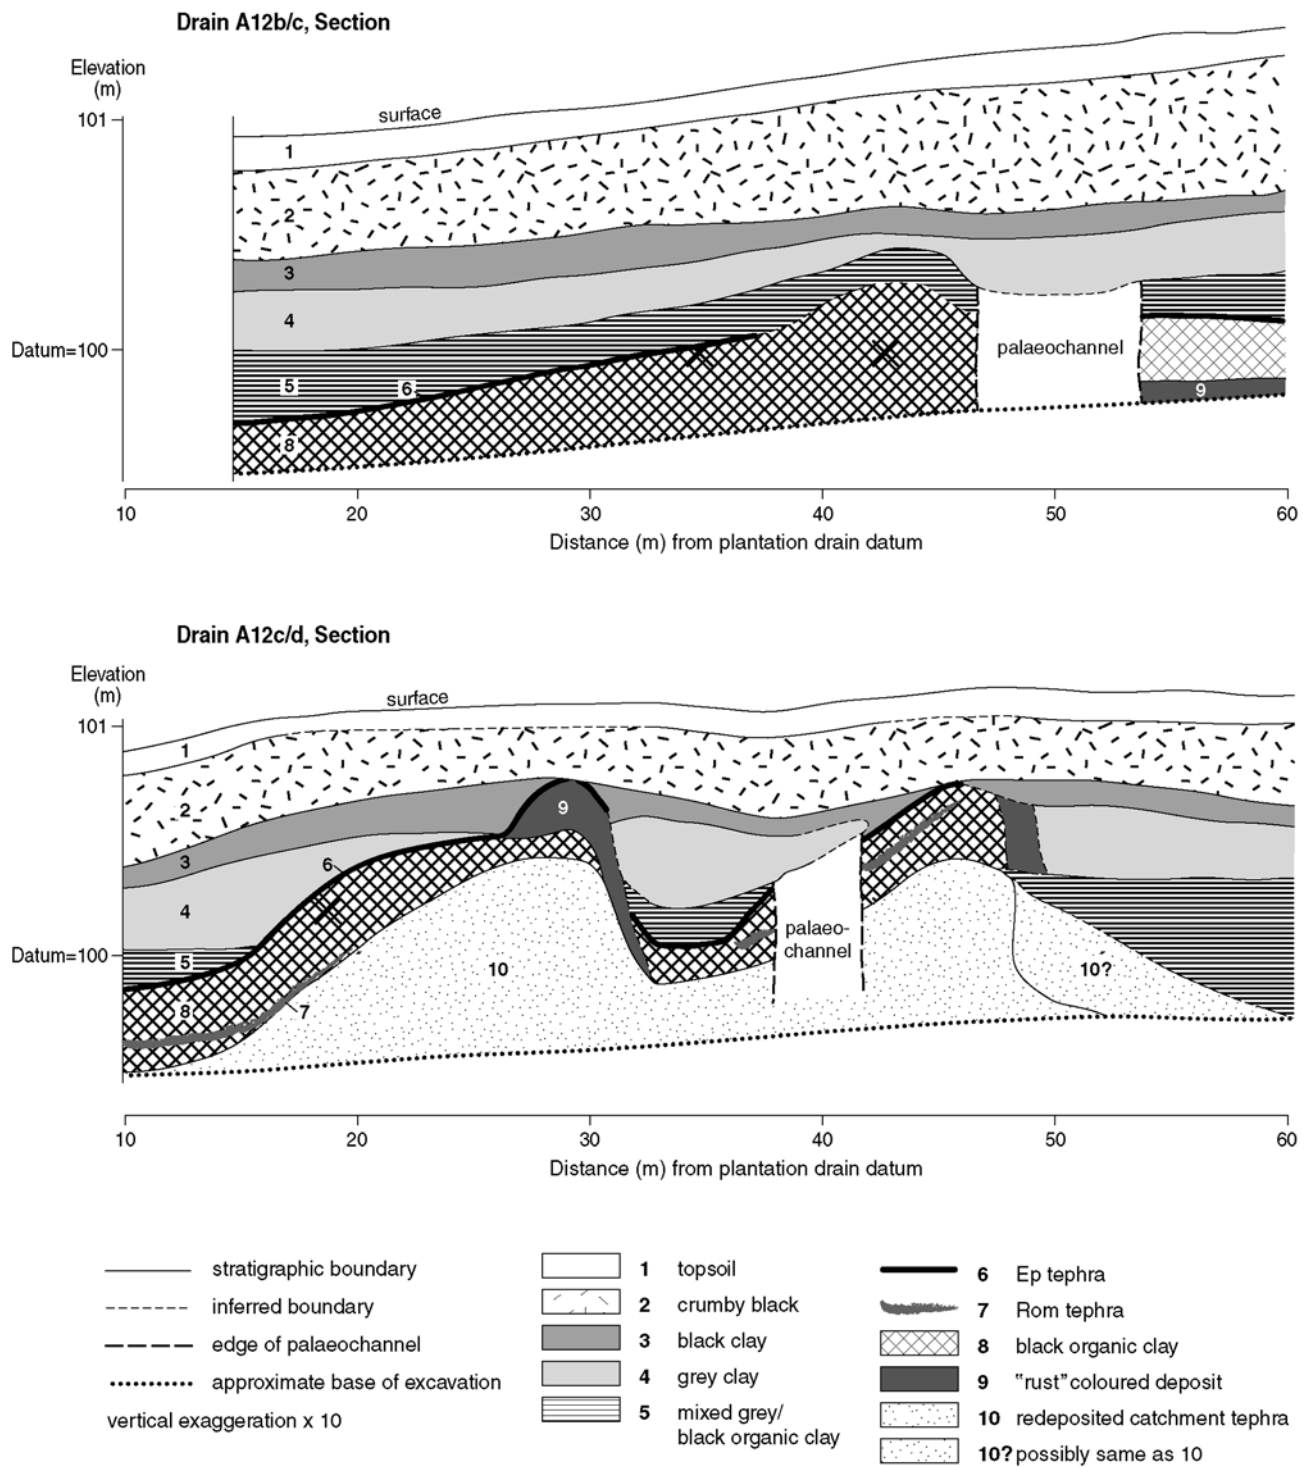 Drain A12b/c, Section
Elevation
(m)
101
surface
1
2
3
4
Datum=100
palaeochannel
5
6
9
8
10 20 30 40 50 60
Distance (m) from plantation drain datum
Drain A12c/d, Section
Elevation
(m)
surface
101
1
2
9
3
6
4
palaeo-
channel
Datum=100
5
10
10?
8
7
10 20 30 40 50 60
Distance (m) from plantation drain datum
stratigraphic boundary
inferred boundary
edge of palaeochannel
approximate base of excavation
vertical exaggeration x 10
1 topsoil
2 crumby black
3 black clay
4 grey clay
5 mixed grey/
black organic clay
6 Ep tephra
7 Rom tephra
8 black organic clay
9 "rust" coloured deposit
10 redeposited catchment tephra
10? possibly same as 10